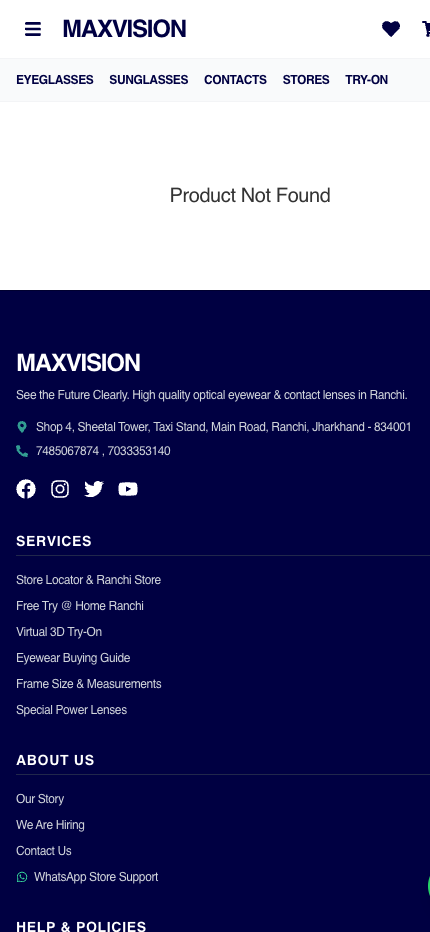 MAXVISION
EYEGLASSES SUNGLASSES CONTACTS STORES TRY-ON
Product Not Found
MAXVISION
See the Future Clearly. High quality optical eyewear & contact lenses in Ranchi.
Shop 4, Sheetal Tower, Taxi Stand, Main Road, Ranchi, Jharkhand - 834001
7485067874 , 7033353140
SERVICES
Store Locator & Ranchi Store
Free Try @ Home Ranchi
Virtual 3D Try-On
Eyewear Buying Guide
Frame Size & Measurements
Special Power Lenses
ABOUT US
Our Story
We Are Hiring
Contact Us
WhatsApp Store Support
HELP & POLICIES